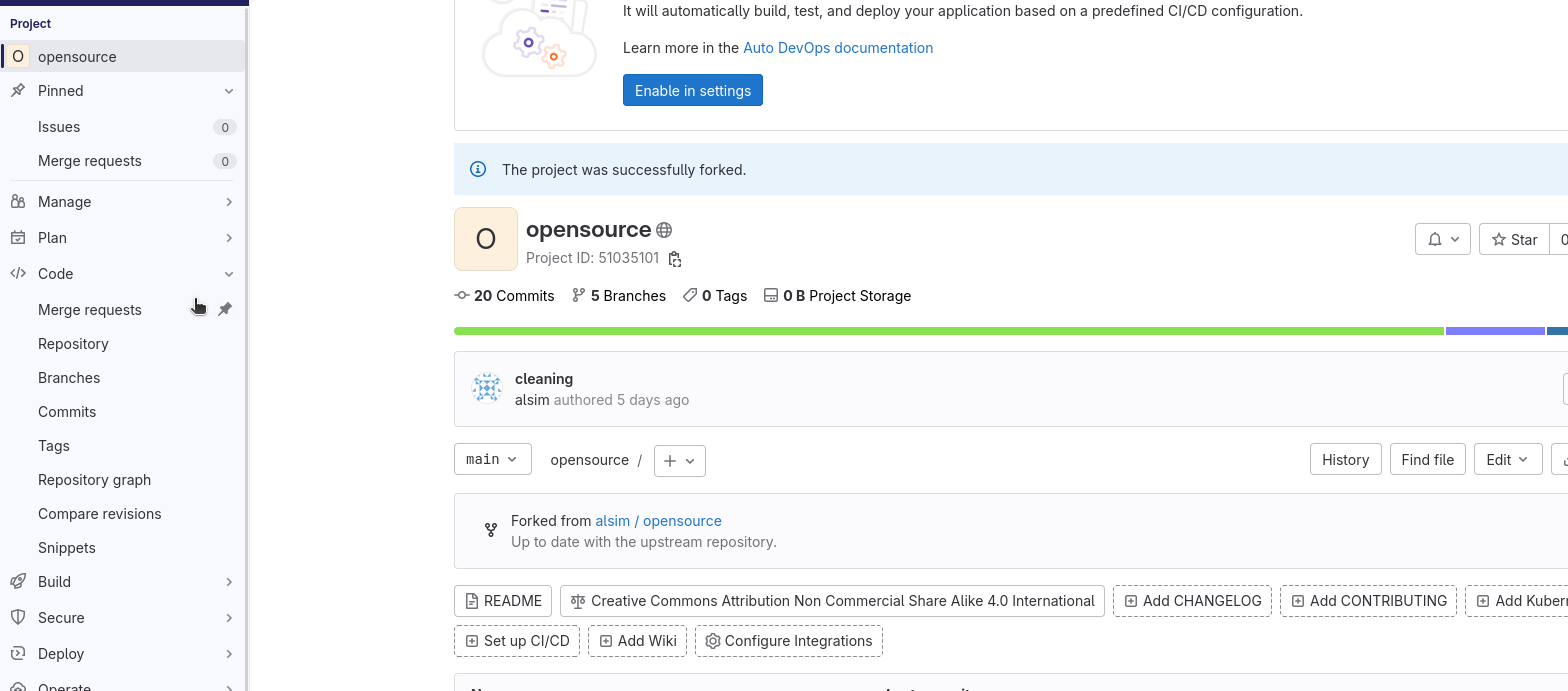 Project
O opensource
Pinned
Issues 0
Merge requests 0
Manage
Plan
Code
Merge requests
Repository
Branches
Commits
Tags
Repository graph
Compare revisions
Snippets
Build
Secure
Deploy
Operate
It will automatically build, test, and deploy your application based on a predefined CI/CD configuration.
Learn more in the Auto DevOps documentation
Enable in settings
The project was successfully forked.
O
opensource
Project ID: 51035101
Star 0
20 Commits 5 Branches 0 Tags 0 B Project Storage
cleaning
alsim authored 5 days ago
main opensource / +
History Find file Edit
Forked from alsim / opensource
Up to date with the upstream repository.
README Creative Commons Attribution Non Commercial Share Alike 4.0 International Add CHANGELOG Add CONTRIBUTING Add Kuber
Set up CI/CD Add Wiki Configure Integrations